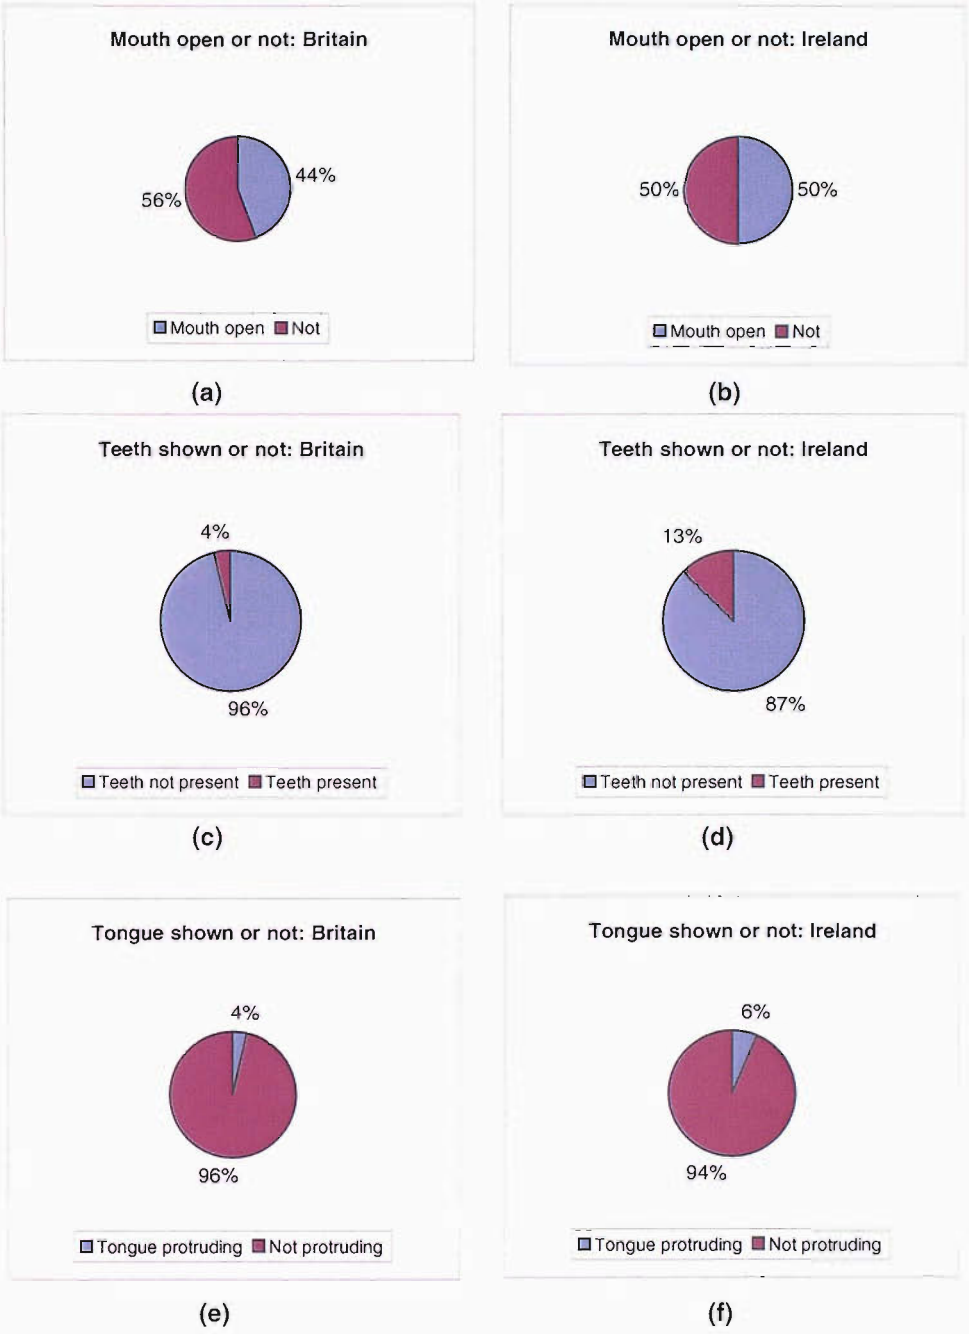 Mouth open or not: Britain
56%
44%
Mouth open Not
(a)
Mouth open or not: Ireland
50%
50%
Mouth open Not
(b)
Teeth shown or not: Britain
4%
96%
Teeth not present Teeth present
(c)
Teeth shown or not: Ireland
13%
87%
Teeth not present Teeth present
(d)
Tongue shown or not: Britain
4%
96%
Tongue protruding Not protruding
(e)
Tongue shown or not: Ireland
6%
94%
Tongue protruding Not protruding
(f)